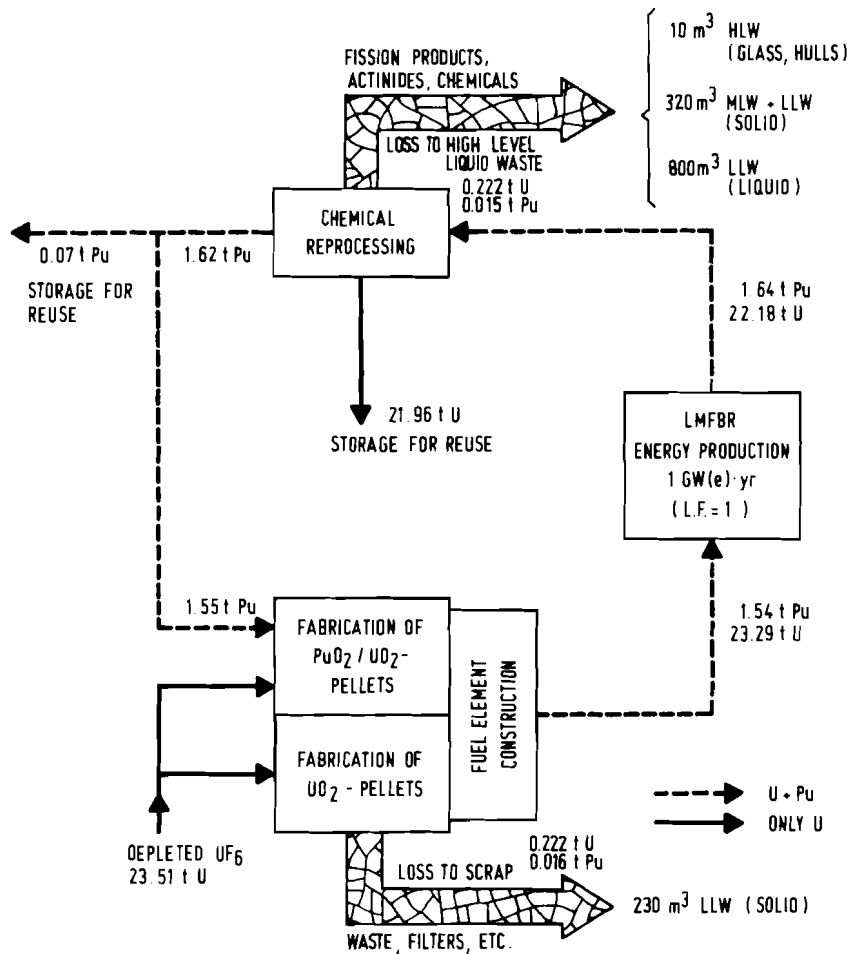 FISSION PRODUCTS,
ACTINIDES, CHEMICALS
10 m³ HLW
(GLASS, HULLS)
320 m³ MLW + LLW
(SOLID)
800 m³ LLW
(LIQUID)
LOSS TO HIGH LEVEL
LIQUID WASTE
0.222 t U
0.015 t Pu
CHEMICAL
REPROCESSING
0.07 t Pu
STORAGE FOR
REUSE
1.62 t Pu
1.64 t Pu
22.18 t U
21.96 t U
STORAGE FOR REUSE
LMFBR
ENERGY PRODUCTION
1 GW(e)·yr
(L.F. = 1 )
1.55 t Pu
FABRICATION OF
PuO₂ / UO₂ -
PELLETS
FABRICATION OF
UO₂ - PELLETS
FUEL ELEMENT
CONSTRUCTION
1.54 t Pu
23.29 t U
U + Pu
ONLY U
DEPLETED UF₆
23.51 t U
0.222 t U
0.016 t Pu
LOSS TO SCRAP
230 m³ LLW (SOLID)
WASTE, FILTERS, ETC.